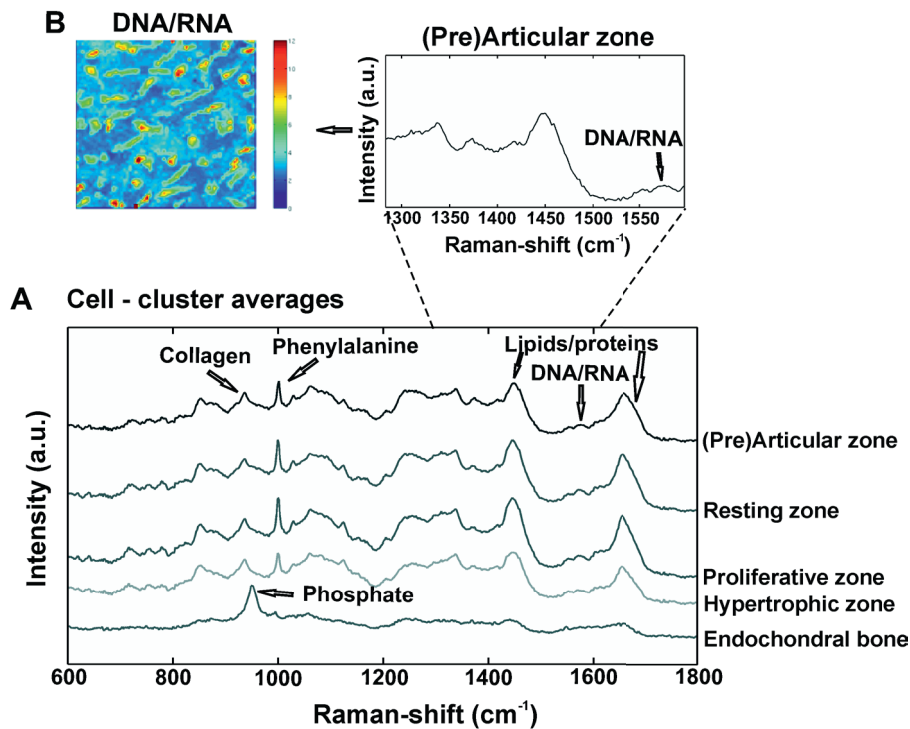 B
DNA/RNA
12
10
8
6
4
2
0
(Pre)Articular zone
Intensity (a.u.)
DNA/RNA
1300 1350 1400 1450 1500 1550
Raman-shift (cm⁻¹)
A Cell - cluster averages
Collagen
Phenylalanine
Lipids/proteins
DNA/RNA
(Pre)Articular zone
Resting zone
Proliferative zone
Hypertrophic zone
Phosphate
Endochondral bone
Intensity (a.u.)
600 800 1000 1200 1400 1600 1800
Raman-shift (cm⁻¹)